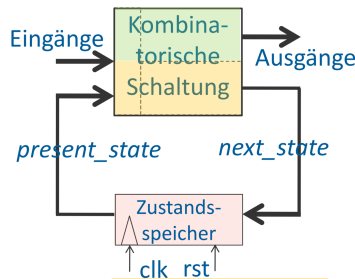 Kombina-
torische
Schaltung
Eingänge
Ausgänge
present_state
next_state
Zustands-
speicher
clk rst